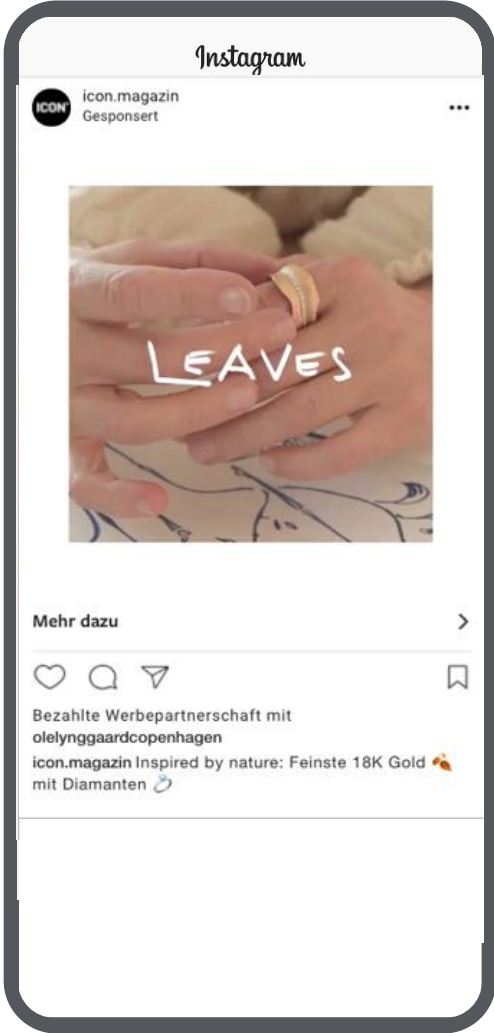 Instagram
ICON
icon.magazin
Gesponsert
LEAVES
Mehr dazu
Bezahlte Werbepartnerschaft mit
olelynggaardcopenhagen
icon.magazin Inspired by nature: Feinste 18K Gold 🍂
mit Diamanten 💍